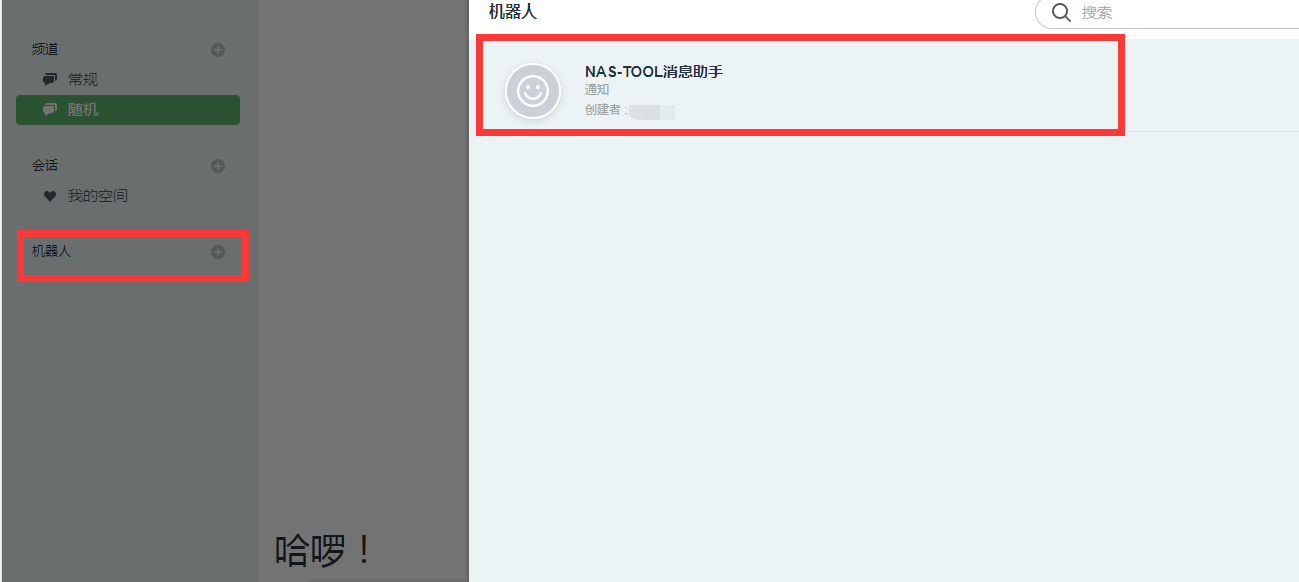 频道
常规
随机
会话
我的空间
机器人
哈啰！
机器人
搜索
NAS-TOOL消息助手
通知
创建者 :